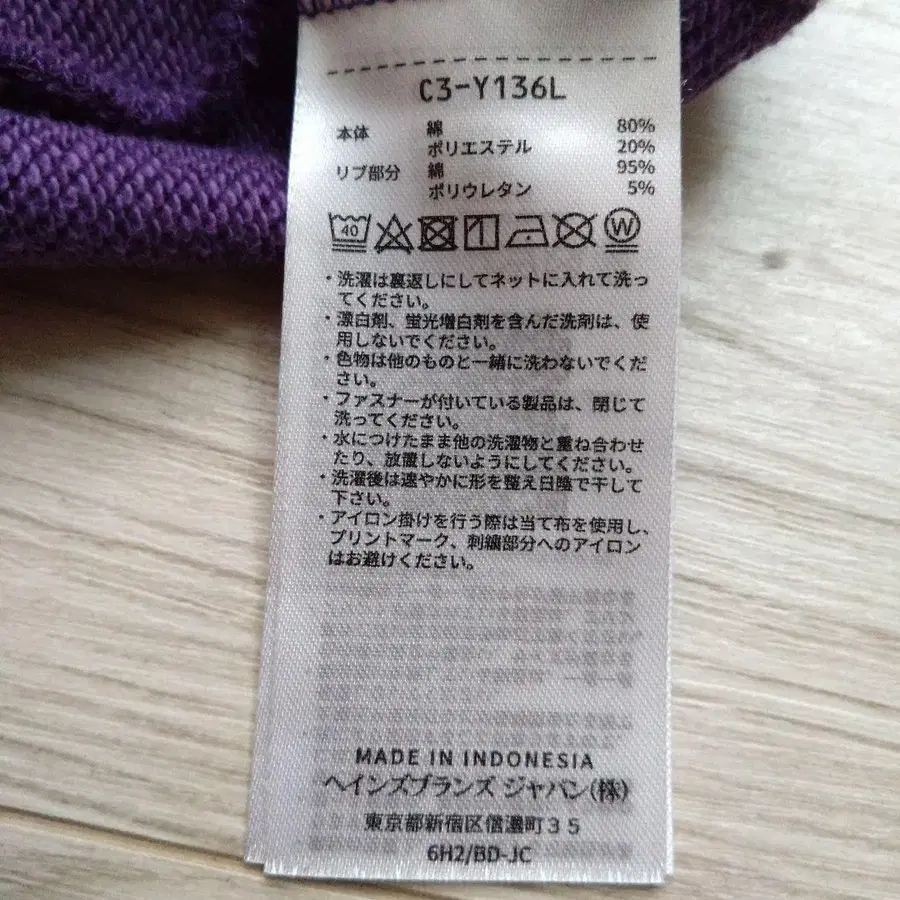 C3-Y136L
本体 綿 80%
ポリエステル 20%
リブ部分 綿 95%
ポリウレタン 5%
40 W
・洗濯は裏返しにしてネットに入れて洗っ
てください。
・漂白剤、蛍光増白剤を含んだ洗剤は、使
用しないでください。
・色物は他のものと一緒に洗わないでくだ
さい。
・ファスナーが付いている製品は、閉じて
洗ってください。
・水につけたまま他の洗濯物と重ね合わせ
たり、放置しないようにしてください。
・洗濯後は速やかに形を整え日陰で干して
下さい。
・アイロン掛けを行う際は当て布を使用し、
プリントマーク、刺繍部分へのアイロン
はお避けください。
MADE IN INDONESIA
ヘインズブランズ ジャパン(株)
東京都新宿区信濃町35
6H2/BD-JC